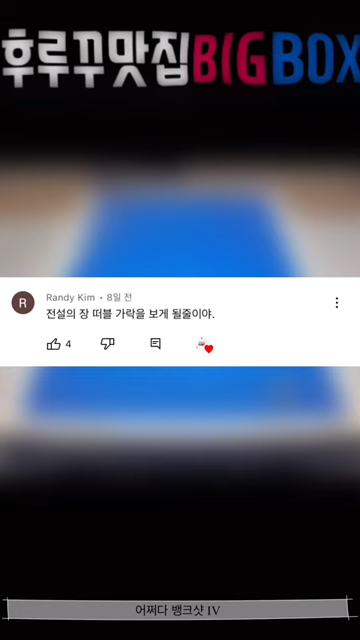 후루꾸맛집BIGBOX
R
Randy Kim • 8일 전
전설의 장 떠블 가락을 보게 될줄이야.
4
어쩌다 뱅크샷 IV